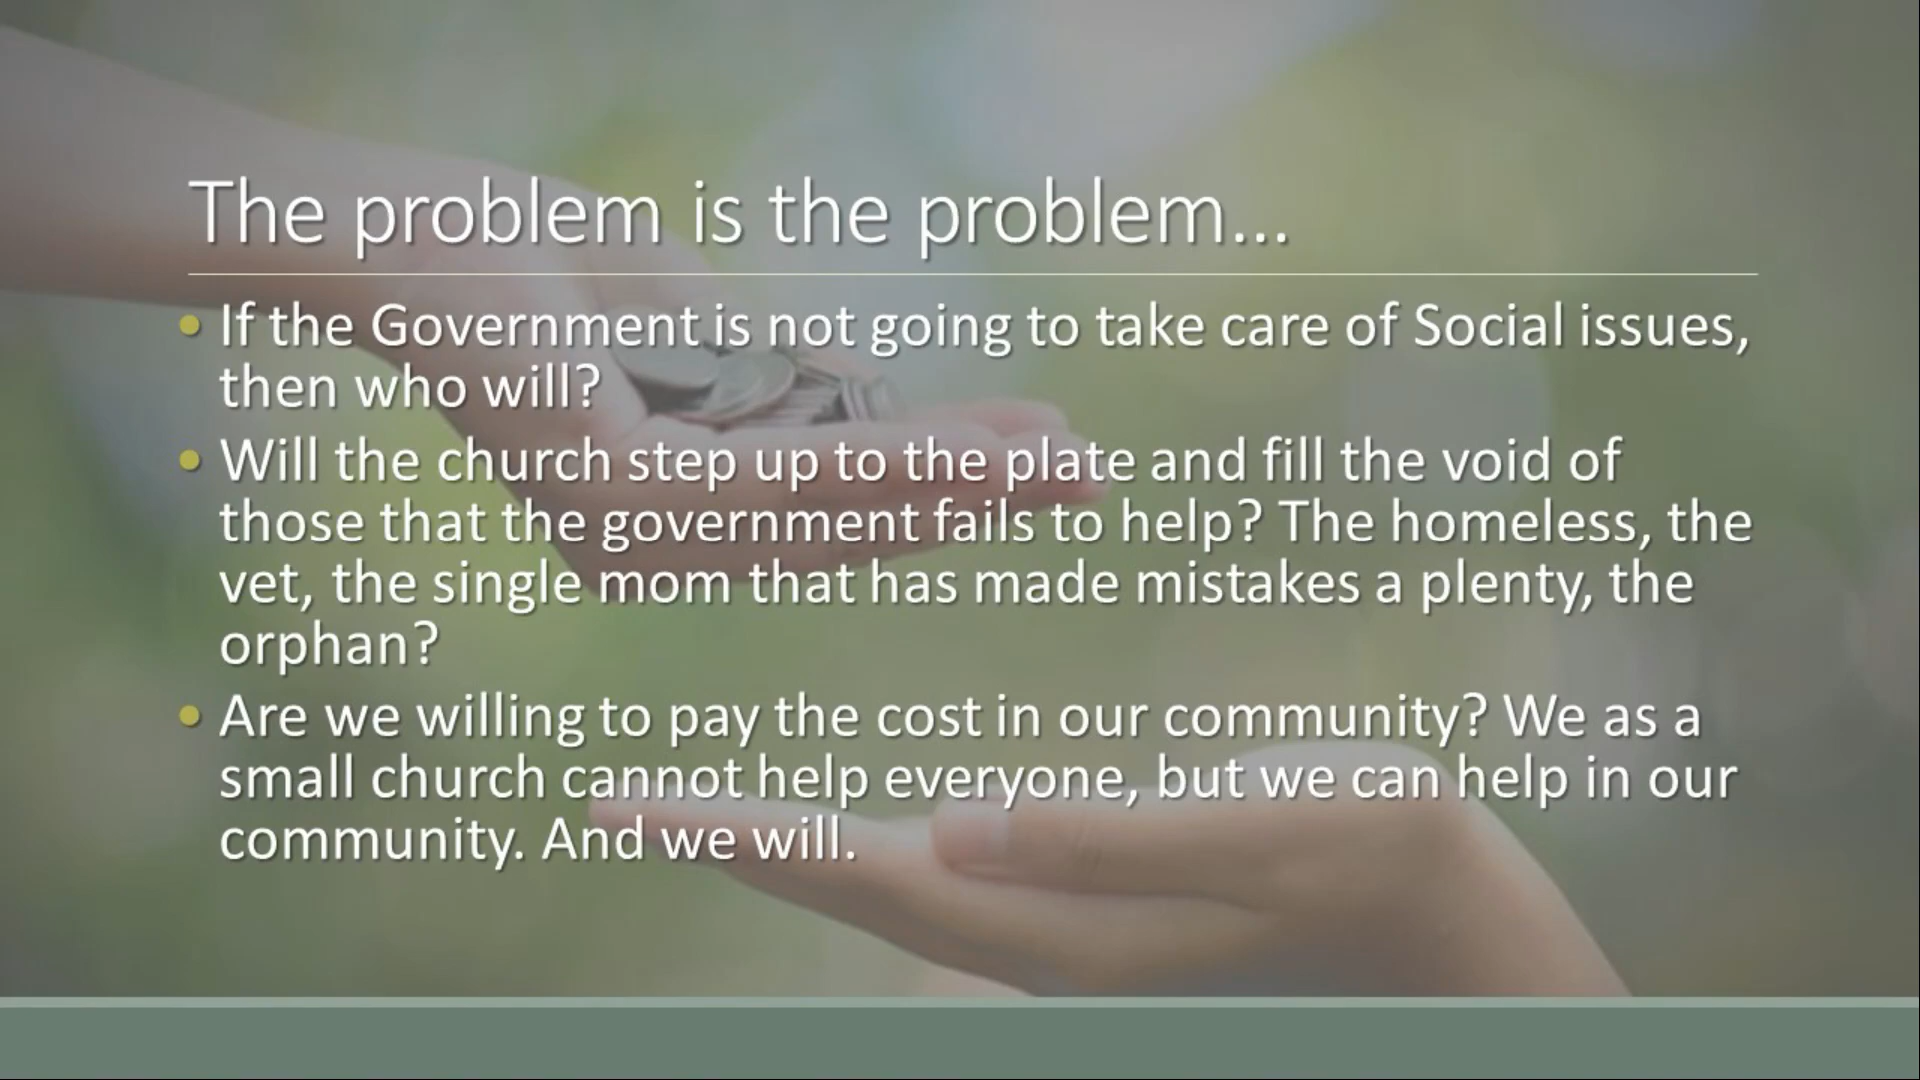 The problem is the problem...
• If the Government is not going to take care of Social issues,
then who will?
• Will the church step up to the plate and fill the void of
those that the government fails to help? The homeless, the
vet, the single mom that has made mistakes a plenty, the
orphan?
• Are we willing to pay the cost in our community? We as a
small church cannot help everyone, but we can help in our
community. And we will.